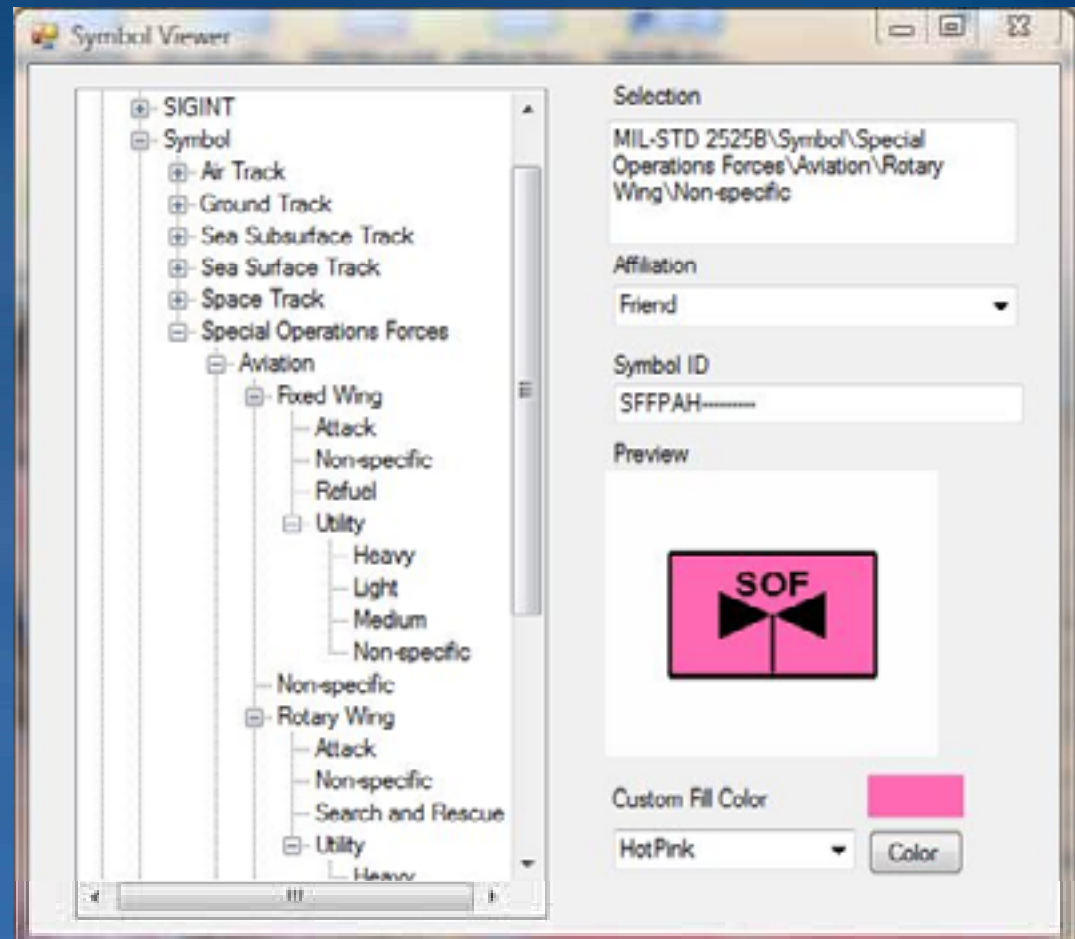 Symbol Viewer
SIGINT
Symbol
Air Track
Ground Track
Sea Subsurface Track
Sea Surface Track
Space Track
Special Operations Forces
Aviation
Fixed Wing
Attack
Non-specific
Refuel
Utility
Heavy
Light
Medium
Non-specific
Non-specific
Rotary Wing
Attack
Non-specific
Search and Rescue
Utility
Heavy
Selection
MIL-STD 2525B\Symbol\Special
Operations Forces\Aviation\Rotary
Wing\Non-specific
Affiliation
Friend
Symbol ID
SFFPAH---------
Preview
SOF
Custom Fill Color
HotPink
Color